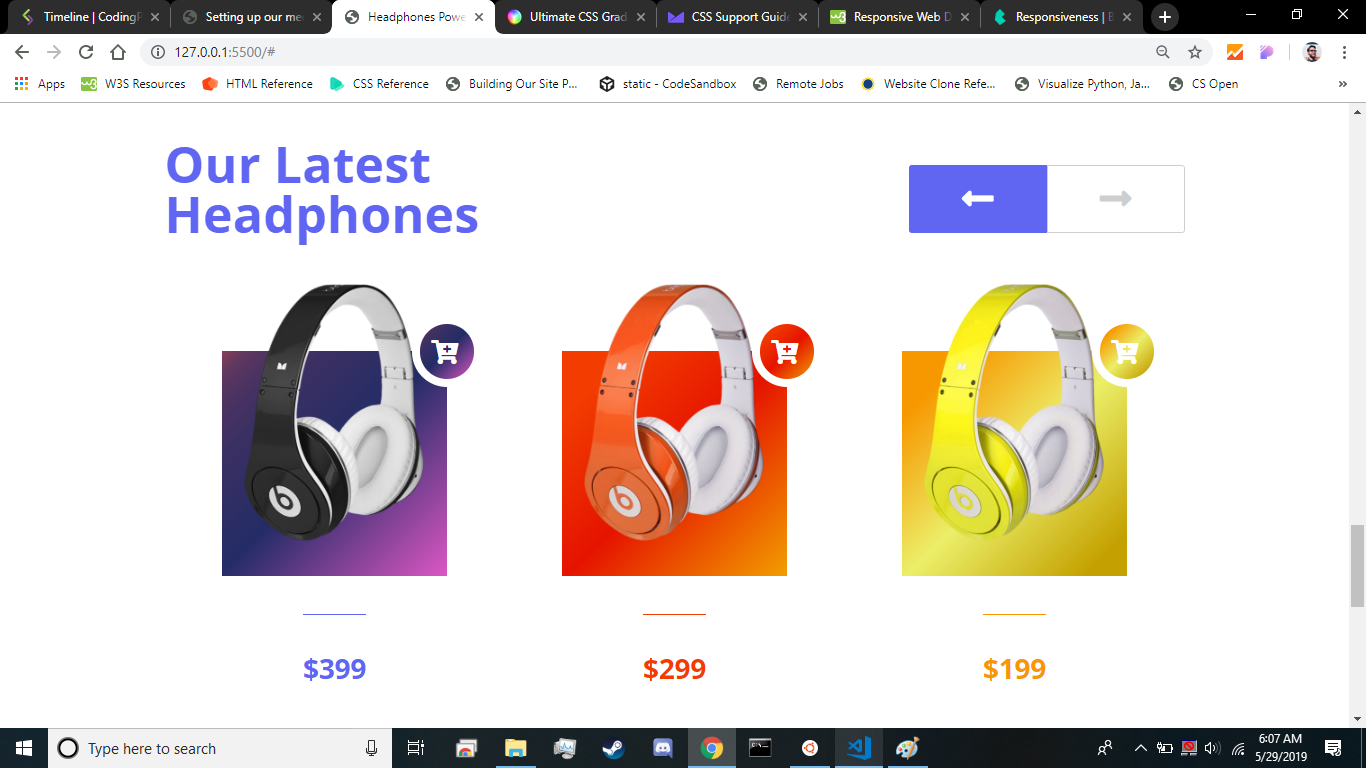 Timeline | Coding
Setting up our me
Headphones Powe
Ultimate CSS Grad
CSS Support Guide
Responsive Web D
Responsiveness | B
127.0.0.1:5500/#
Apps
W3S Resources
HTML Reference
CSS Reference
Building Our Site P...
static - CodeSandbox
Remote Jobs
Website Clone Refe...
Visualize Python, Ja...
CS Open
»
Our Latest
Headphones
b
b
b
$399
$299
$199
Type here to search
6:07 AM
5/29/2019